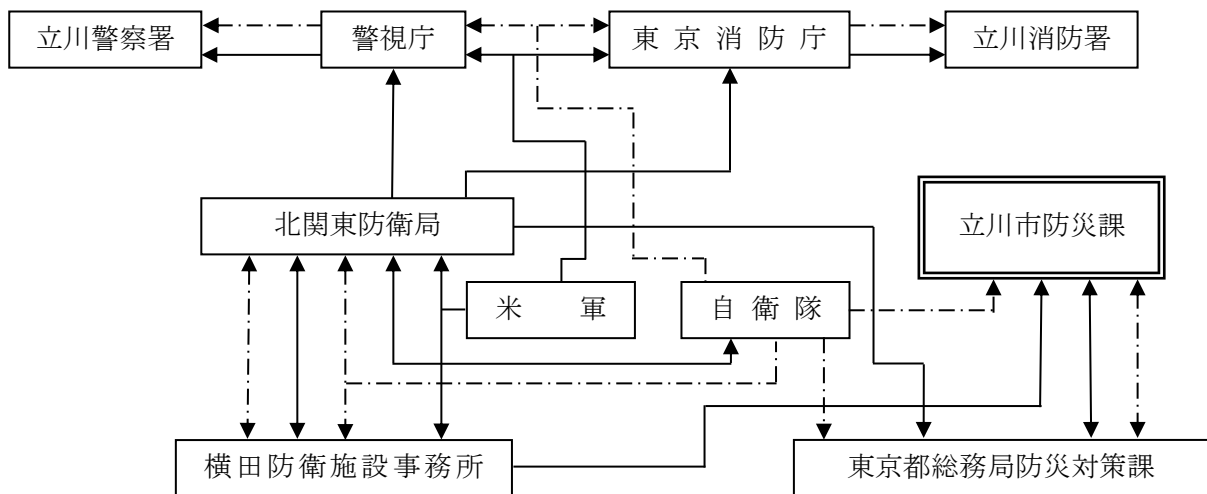 立川警察署
警視庁
東京消防庁
立川消防署
北関東防衛局
立川市防災課
米　軍
自衛隊
横田防衛施設事務所
東京都総務局防災対策課